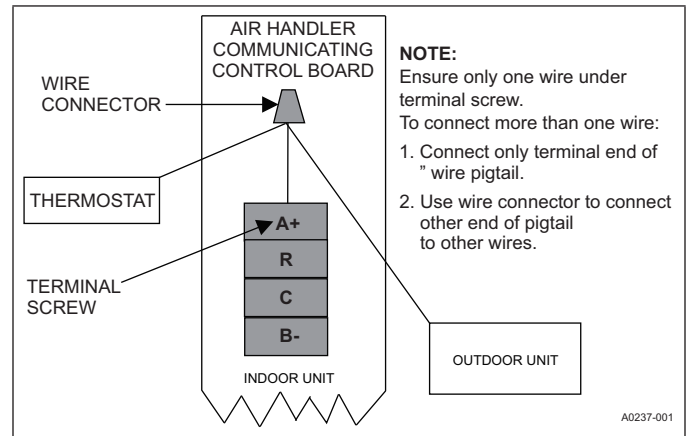 AIR HANDLER
COMMUNICATING
CONTROL BOARD
WIRE
CONNECTOR
THERMOSTAT
TERMINAL
SCREW
A+
R
C
B-
INDOOR UNIT
OUTDOOR UNIT
NOTE:
Ensure only one wire under
terminal screw.
To connect more than one wire:
1. Connect only terminal end of
” wire pigtail.
2. Use wire connector to connect
other end of pigtail
to other wires.
A0237-001